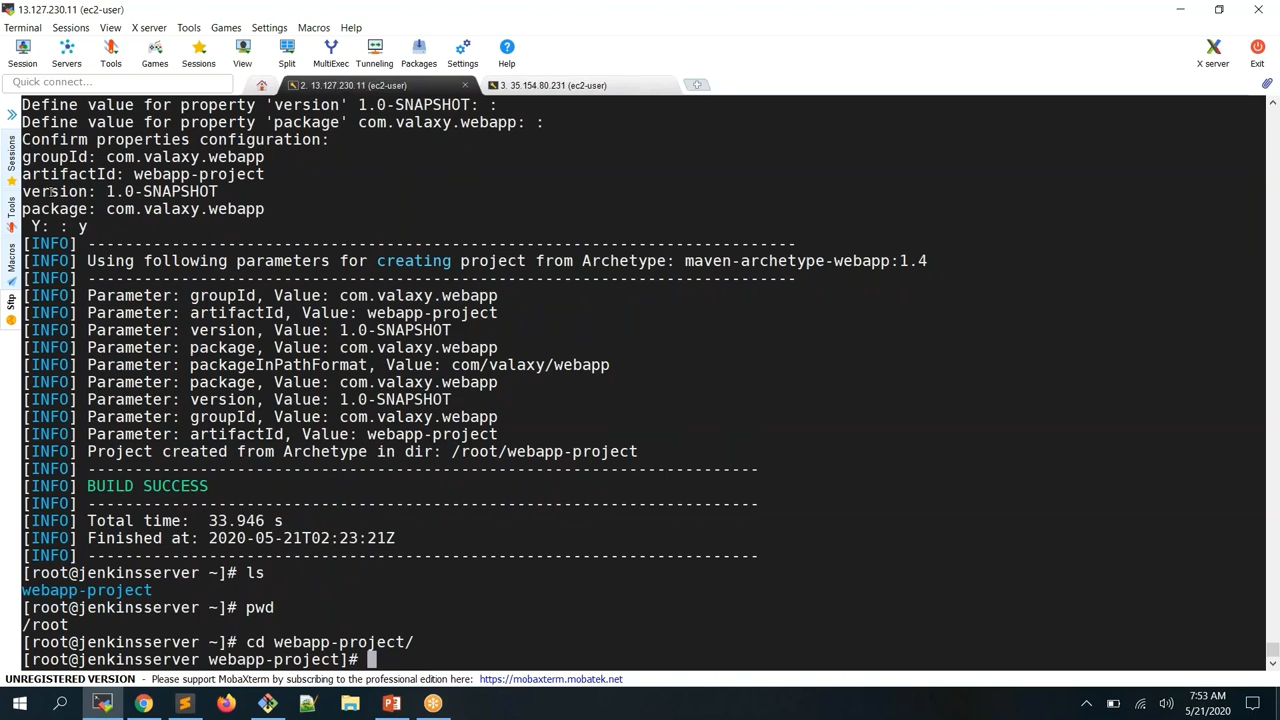 13.127.230.11 (ec2-user)
Terminal Sessions View X server Tools Games Settings Macros Help
Session Servers Tools Games Sessions View Split MultiExec Tunneling Packages Settings Help X server Exit
Quick connect... 2. 13.127.230.11 (ec2-user) 3. 35.154.80.231 (ec2-user)
Sessions
Tools
Macros
Sftp
Define value for property 'version' 1.0-SNAPSHOT: :
Define value for property 'package' com.valaxy.webapp: :
Confirm properties configuration:
groupId: com.valaxy.webapp
artifactId: webapp-project
version: 1.0-SNAPSHOT
package: com.valaxy.webapp
Y: : y
[INFO] ----------------------------------------------------------------------------
[INFO] Using following parameters for creating project from Archetype: maven-archetype-webapp:1.4
[INFO] ----------------------------------------------------------------------------
[INFO] Parameter: groupId, Value: com.valaxy.webapp
[INFO] Parameter: artifactId, Value: webapp-project
[INFO] Parameter: version, Value: 1.0-SNAPSHOT
[INFO] Parameter: package, Value: com.valaxy.webapp
[INFO] Parameter: packageInPathFormat, Value: com/valaxy/webapp
[INFO] Parameter: package, Value: com.valaxy.webapp
[INFO] Parameter: version, Value: 1.0-SNAPSHOT
[INFO] Parameter: groupId, Value: com.valaxy.webapp
[INFO] Parameter: artifactId, Value: webapp-project
[INFO] Project created from Archetype in dir: /root/webapp-project
[INFO] ------------------------------------------------------------------------
[INFO] BUILD SUCCESS
[INFO] ------------------------------------------------------------------------
[INFO] Total time:  33.946 s
[INFO] Finished at: 2020-05-21T02:23:21Z
[INFO] ------------------------------------------------------------------------
[root@jenkinsserver ~]# ls
webapp-project
[root@jenkinsserver ~]# pwd
/root
[root@jenkinsserver ~]# cd webapp-project/
[root@jenkinsserver webapp-project]#
UNREGISTERED VERSION - Please support MobaXterm by subscribing to the professional edition here: https://mobaxterm.mobatek.net
7:53 AM
5/21/2020